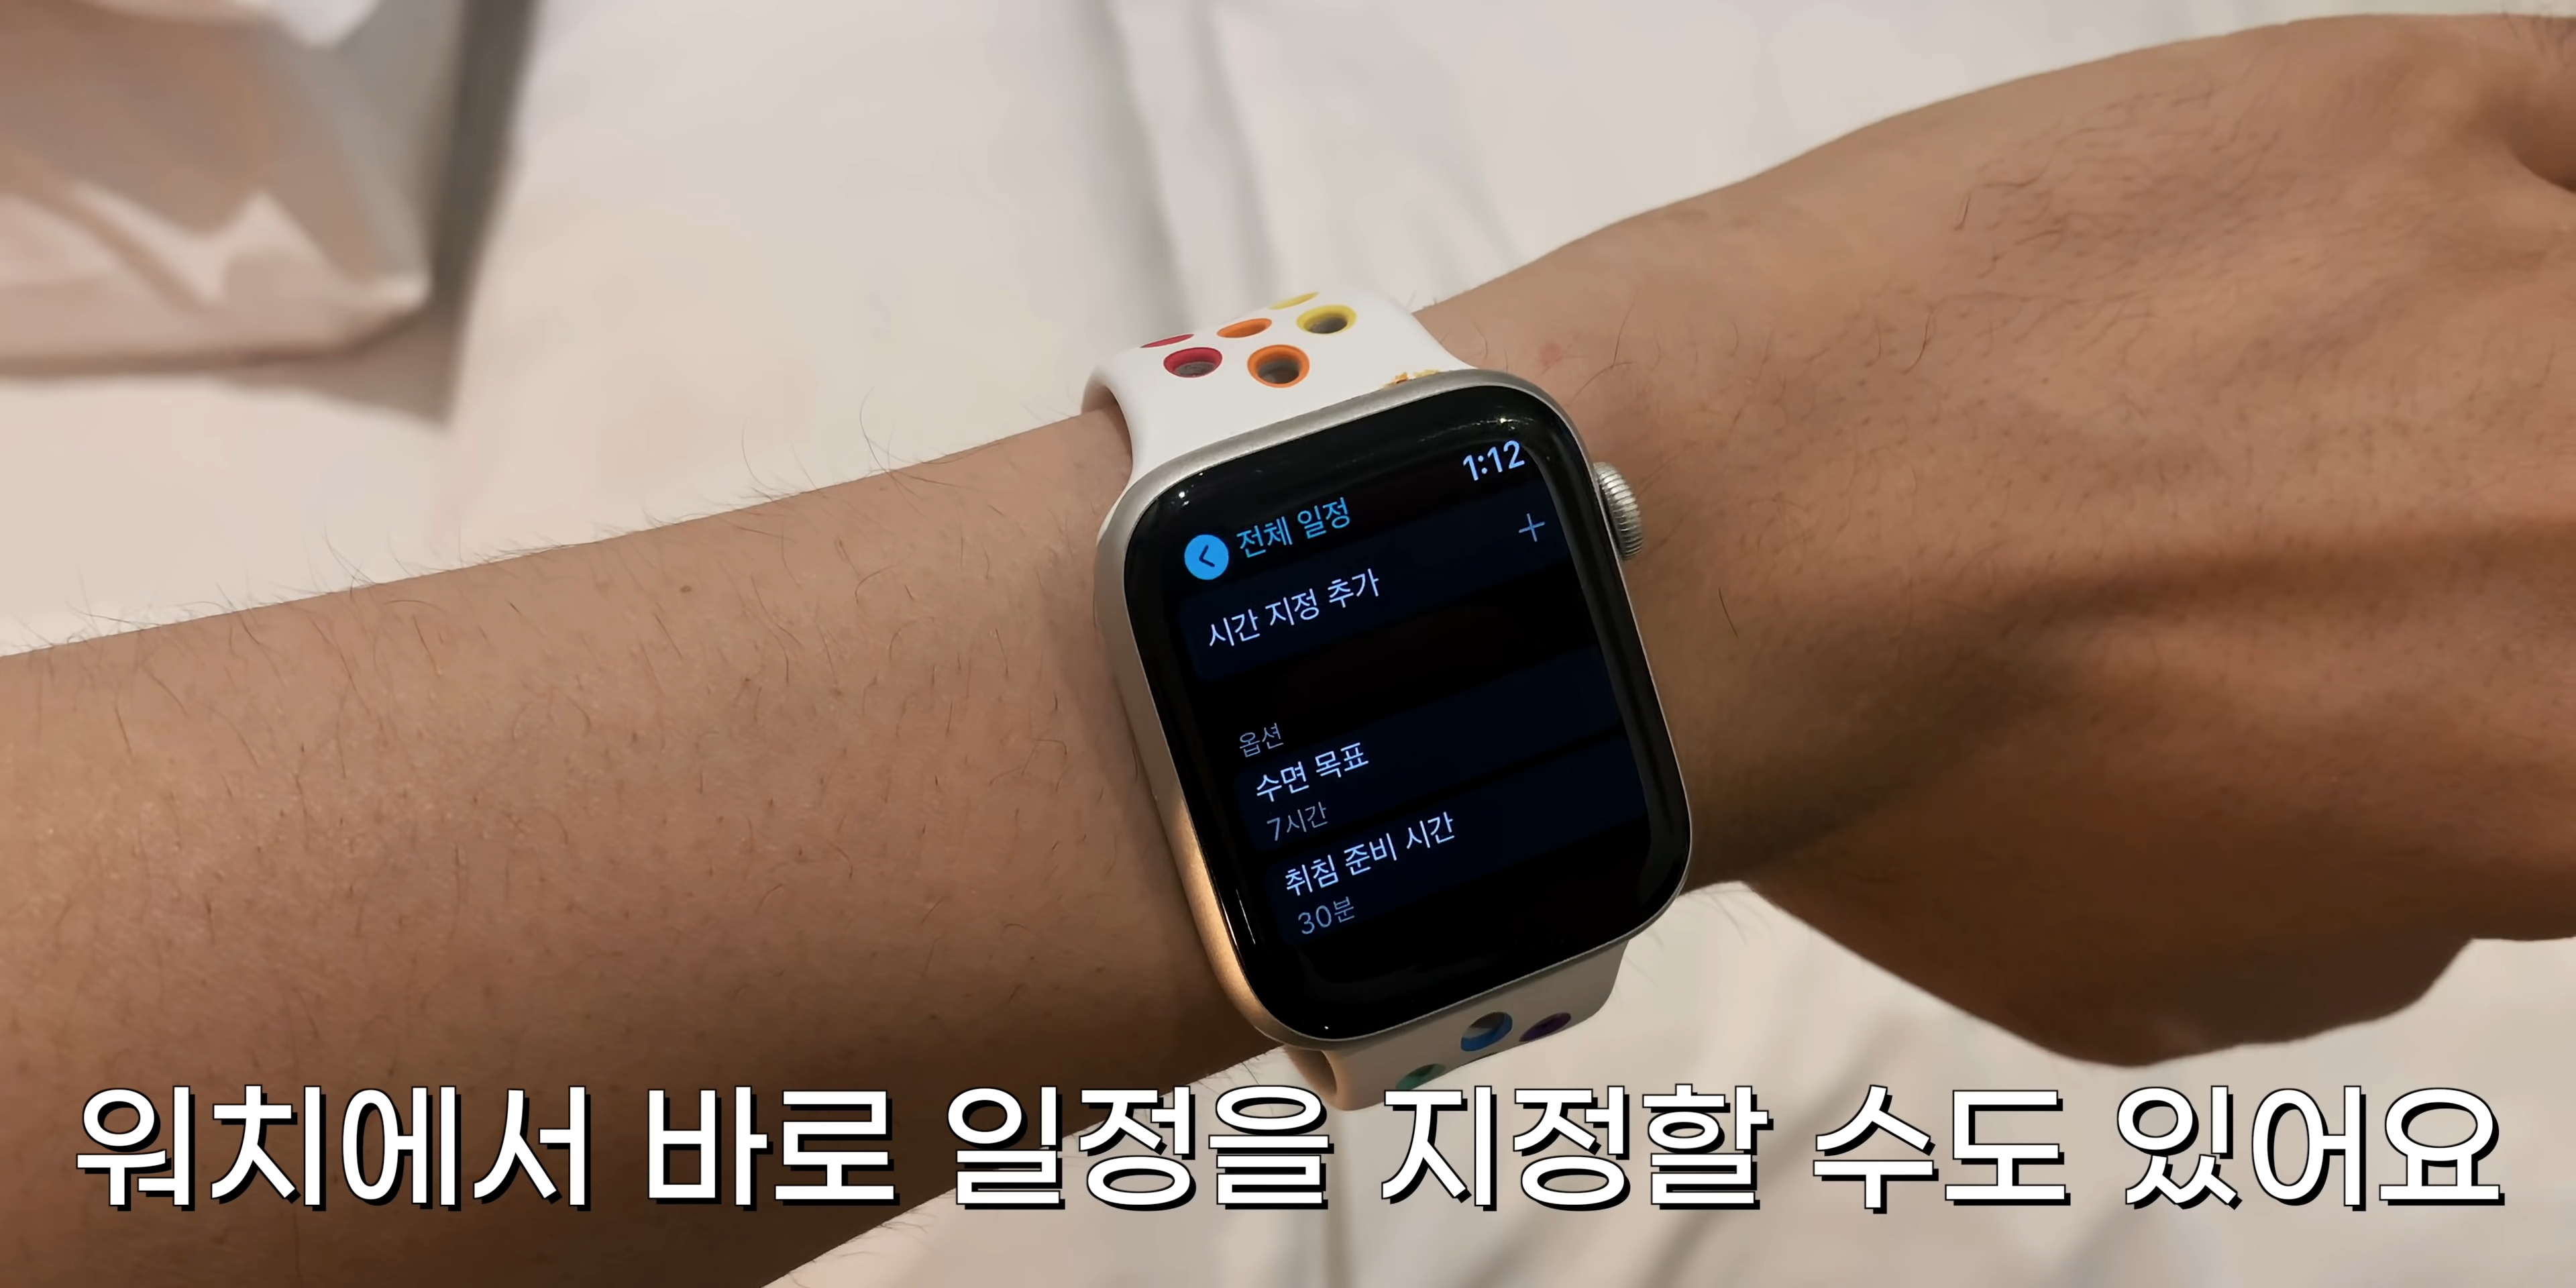 1:12
전체 일정
시간 지정 추가 +
옵션
수면 목표
7시간
취침 준비 시간
30분
워치에서 바로 일정을 지정할 수도 있어요